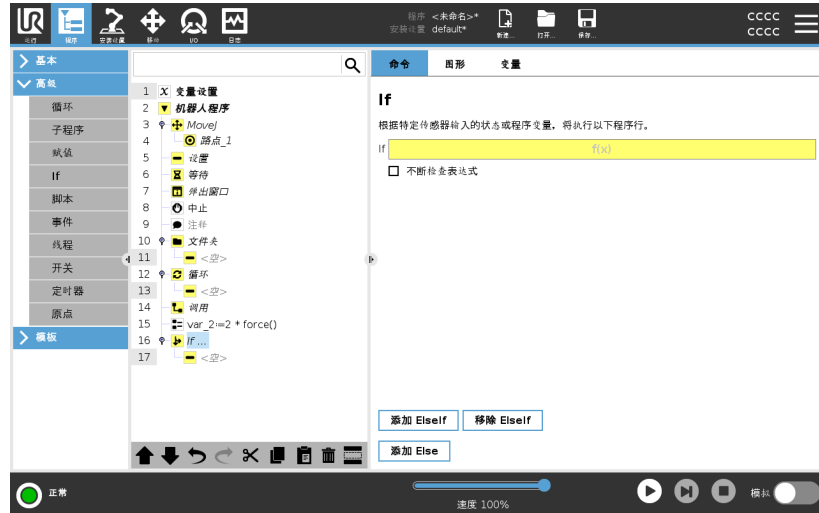 UR
运行 程序 安装设置 移动 I/O 日志
程序 <未命名>*
安装设置 default*
新建... 打开... 保存...
CCCC
CCCC
基本
高级
循环
子程序
赋值
If
脚本
事件
线程
开关
定时器
原点
模板
1 X 变量设置
2 机器人程序
3 MoveJ
4 路点_1
5 设置
6 等待
7 弹出窗口
8 中止
9 注释
10 文件夹
11 <空>
12 循环
13 <空>
14 调用
15 var_2:=2 * force()
16 If ...
17 <空>
命令 图形 变量
If
根据特定传感器输入的状态或程序变量，将执行以下程序行。
If f(x)
不断检查表达式
添加 ElseIf 移除 ElseIf
添加 Else
正常
速度 100%
模拟